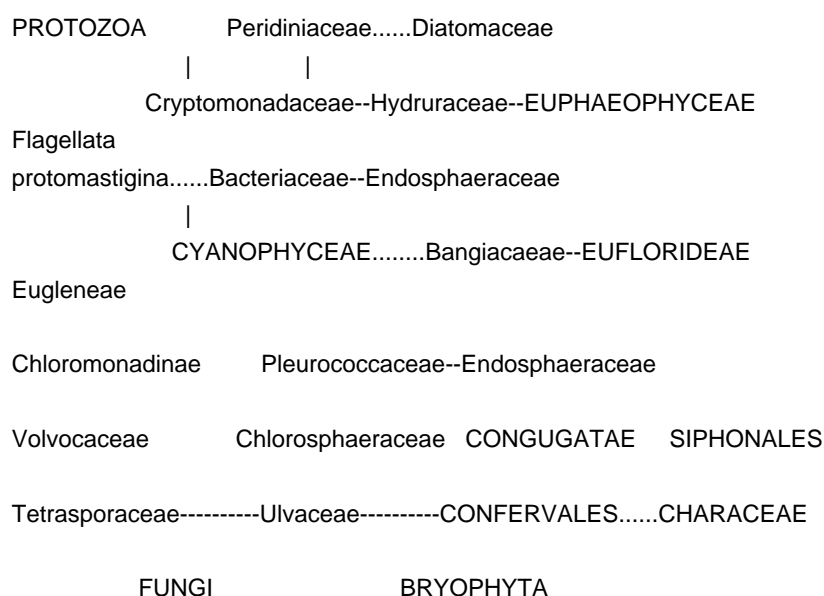 PROTOZOA Peridiniaceae......Diatomaceae
| |
Cryptomonadaceae--Hydruraceae--EUPHAEOPHYCEAE
Flagellata
protomastigina......Bacteriaceae--Endosphaeraceae
|
CYANOPHYCEAE........Bangiacaeae--EUFLORIDEAE
Eugleneae
Chloromonadinae Pleurococcaceae--Endosphaeraceae
Volvocaceae Chlorosphaeraceae CONGUGATAE SIPHONALES
Tetrasporaceae----------Ulvaceae----------CONFERVALES......CHARACEAE
FUNGI BRYOPHYTA